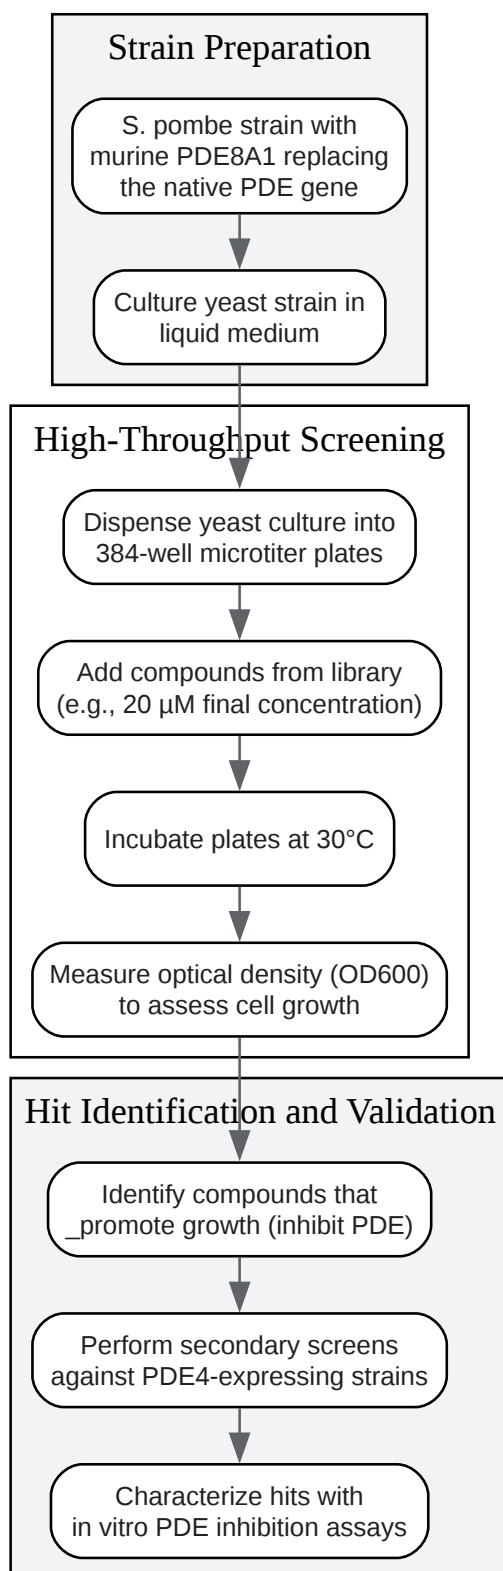 Strain Preparation
S. pombe strain with
murine PDE8A1 replacing
the native PDE gene
Culture yeast strain in
liquid medium
High-Throughput Screening
Dispense yeast culture into
384-well microtiter plates
Add compounds from library
(e.g., 20 µM final concentration)
Incubate plates at 30°C
Measure optical density (OD600)
to assess cell growth
Hit Identification and Validation
Identify compounds that
_promote growth (inhibit PDE)
Perform secondary screens
against PDE4-expressing strains
Characterize hits with
in vitro PDE inhibition assays